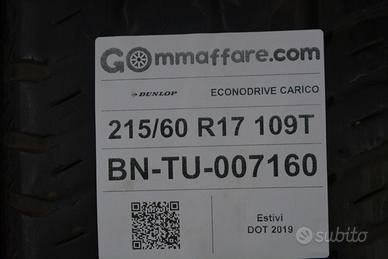 GOmmaffare.com
DUNLOP ECONODRIVE CARICO
215/60 R17 109T
BN-TU-007160
Estivi
DOT 2019
subito